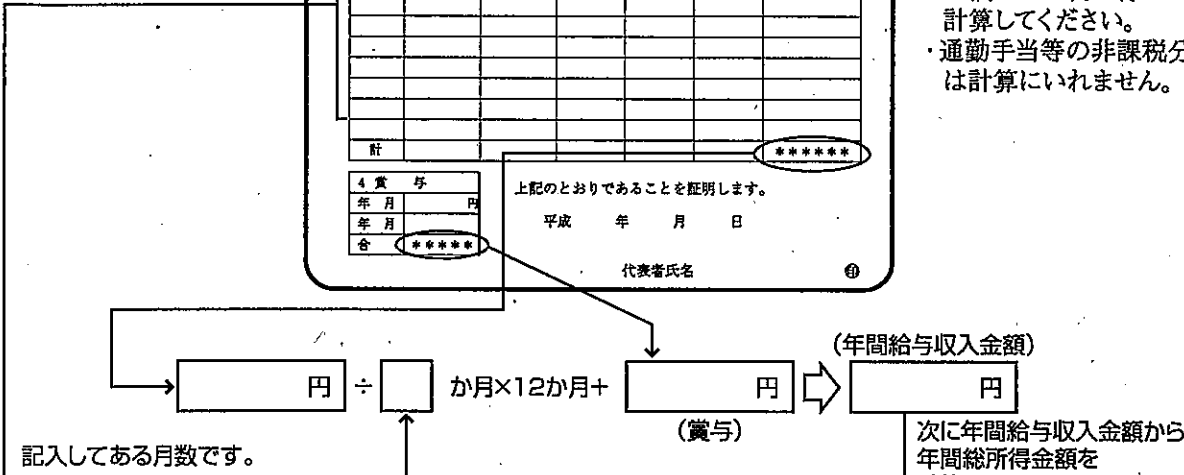 計算してください。
・通勤手当等の非課税分
は計算にいれません。
計 ******
4 賞 与
年 月 円
年 月
合 *****
上記のとおりであることを証明します。
平成 年 月 日
代表者氏名 ㊞
(年間給与収入金額)
円 ÷ か月×12か月+ 円 円
(賞与)
記入してある月数です。
次に年間給与収入金額から
年間総所得金額を